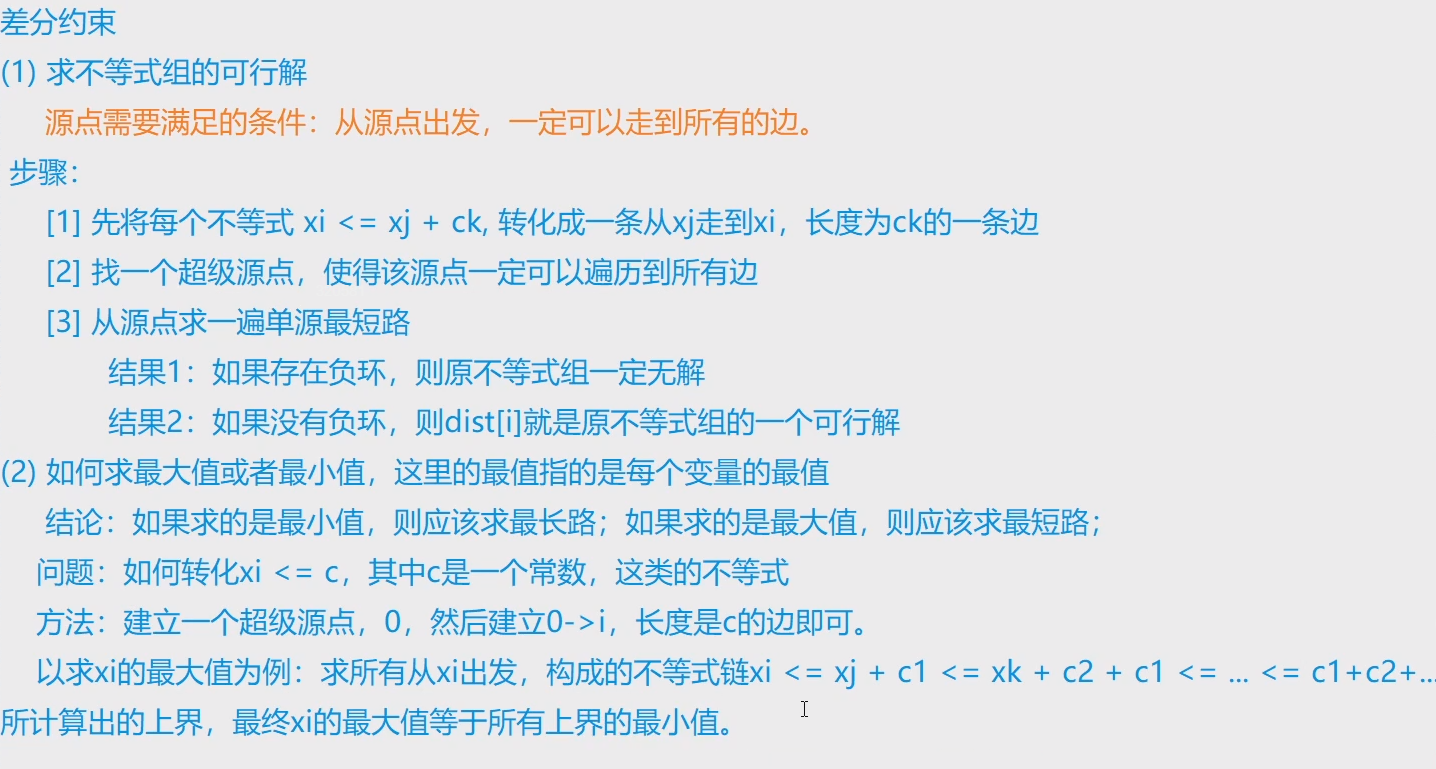 差分约束
(1) 求不等式组的可行解
源点需要满足的条件：从源点出发，一定可以走到所有的边。
步骤：
[1] 先将每个不等式 xi <= xj + ck, 转化成一条从xj走到xi，长度为ck的一条边
[2] 找一个超级源点，使得该源点一定可以遍历到所有边
[3] 从源点求一遍单源最短路
结果1：如果存在负环，则原不等式组一定无解
结果2：如果没有负环，则dist[i]就是原不等式组的一个可行解
(2) 如何求最大值或者最小值，这里的最值指的是每个变量的最值
结论：如果求的是最小值，则应该求最长路；如果求的是最大值，则应该求最短路；
问题：如何转化xi <= c，其中c是一个常数，这类的不等式
方法：建立一个超级源点，0，然后建立0->i，长度是c的边即可。
以求xi的最大值为例：求所有从xi出发，构成的不等式链xi <= xj + c1 <= xk + c2 + c1 <= ... <= c1+c2+...
所计算出的上界，最终xi的最大值等于所有上界的最小值。